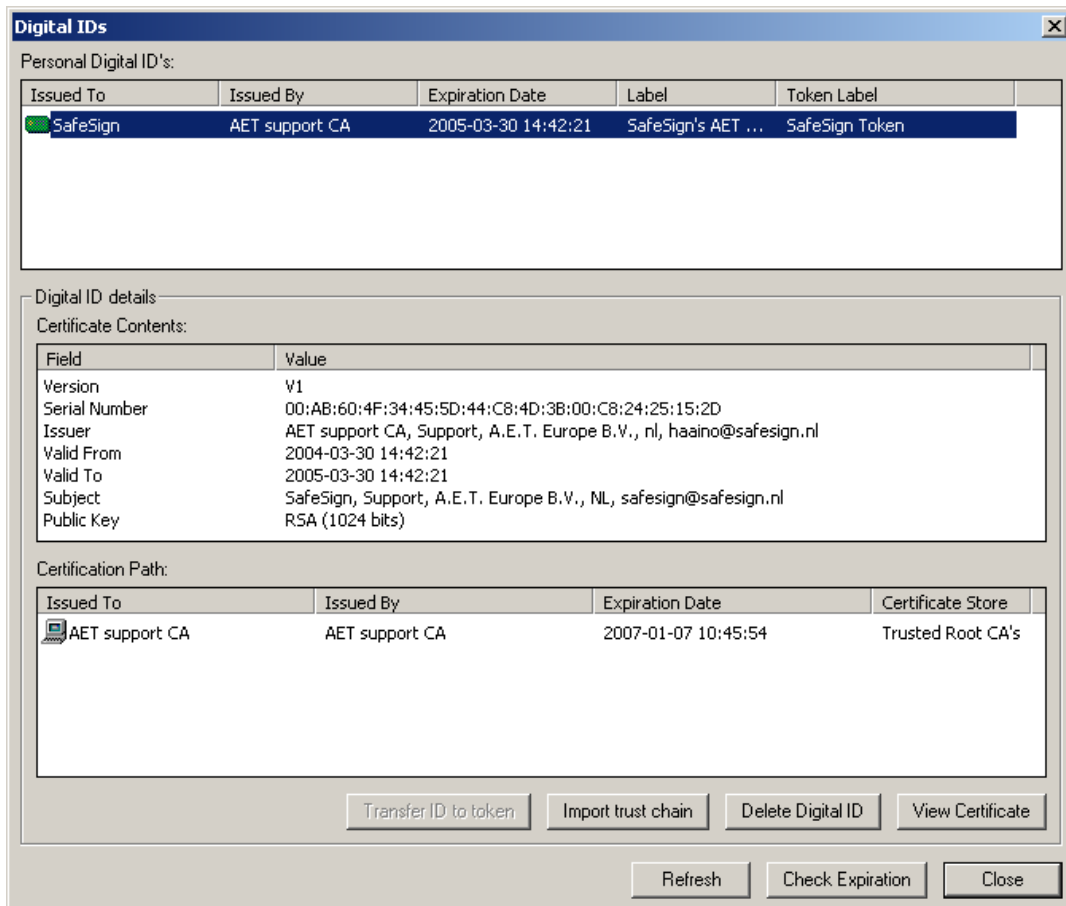 Digital IDs
Personal Digital ID's:
Issued To Issued By Expiration Date Label Token Label
SafeSign AET support CA 2005-03-30 14:42:21 SafeSign's AET ... SafeSign Token
Digital ID details
Certificate Contents:
Field Value
Version V1
Serial Number 00:AB:60:4F:34:45:5D:44:C8:4D:3B:00:C8:24:25:15:2D
Issuer AET support CA, Support, A.E.T. Europe B.V., nl, haaino@safesign.nl
Valid From 2004-03-30 14:42:21
Valid To 2005-03-30 14:42:21
Subject SafeSign, Support, A.E.T. Europe B.V., NL, safesign@safesign.nl
Public Key RSA (1024 bits)
Certification Path:
Issued To Issued By Expiration Date Certificate Store
AET support CA AET support CA 2007-01-07 10:45:54 Trusted Root CA's
Transfer ID to token Import trust chain Delete Digital ID View Certificate
Refresh Check Expiration Close